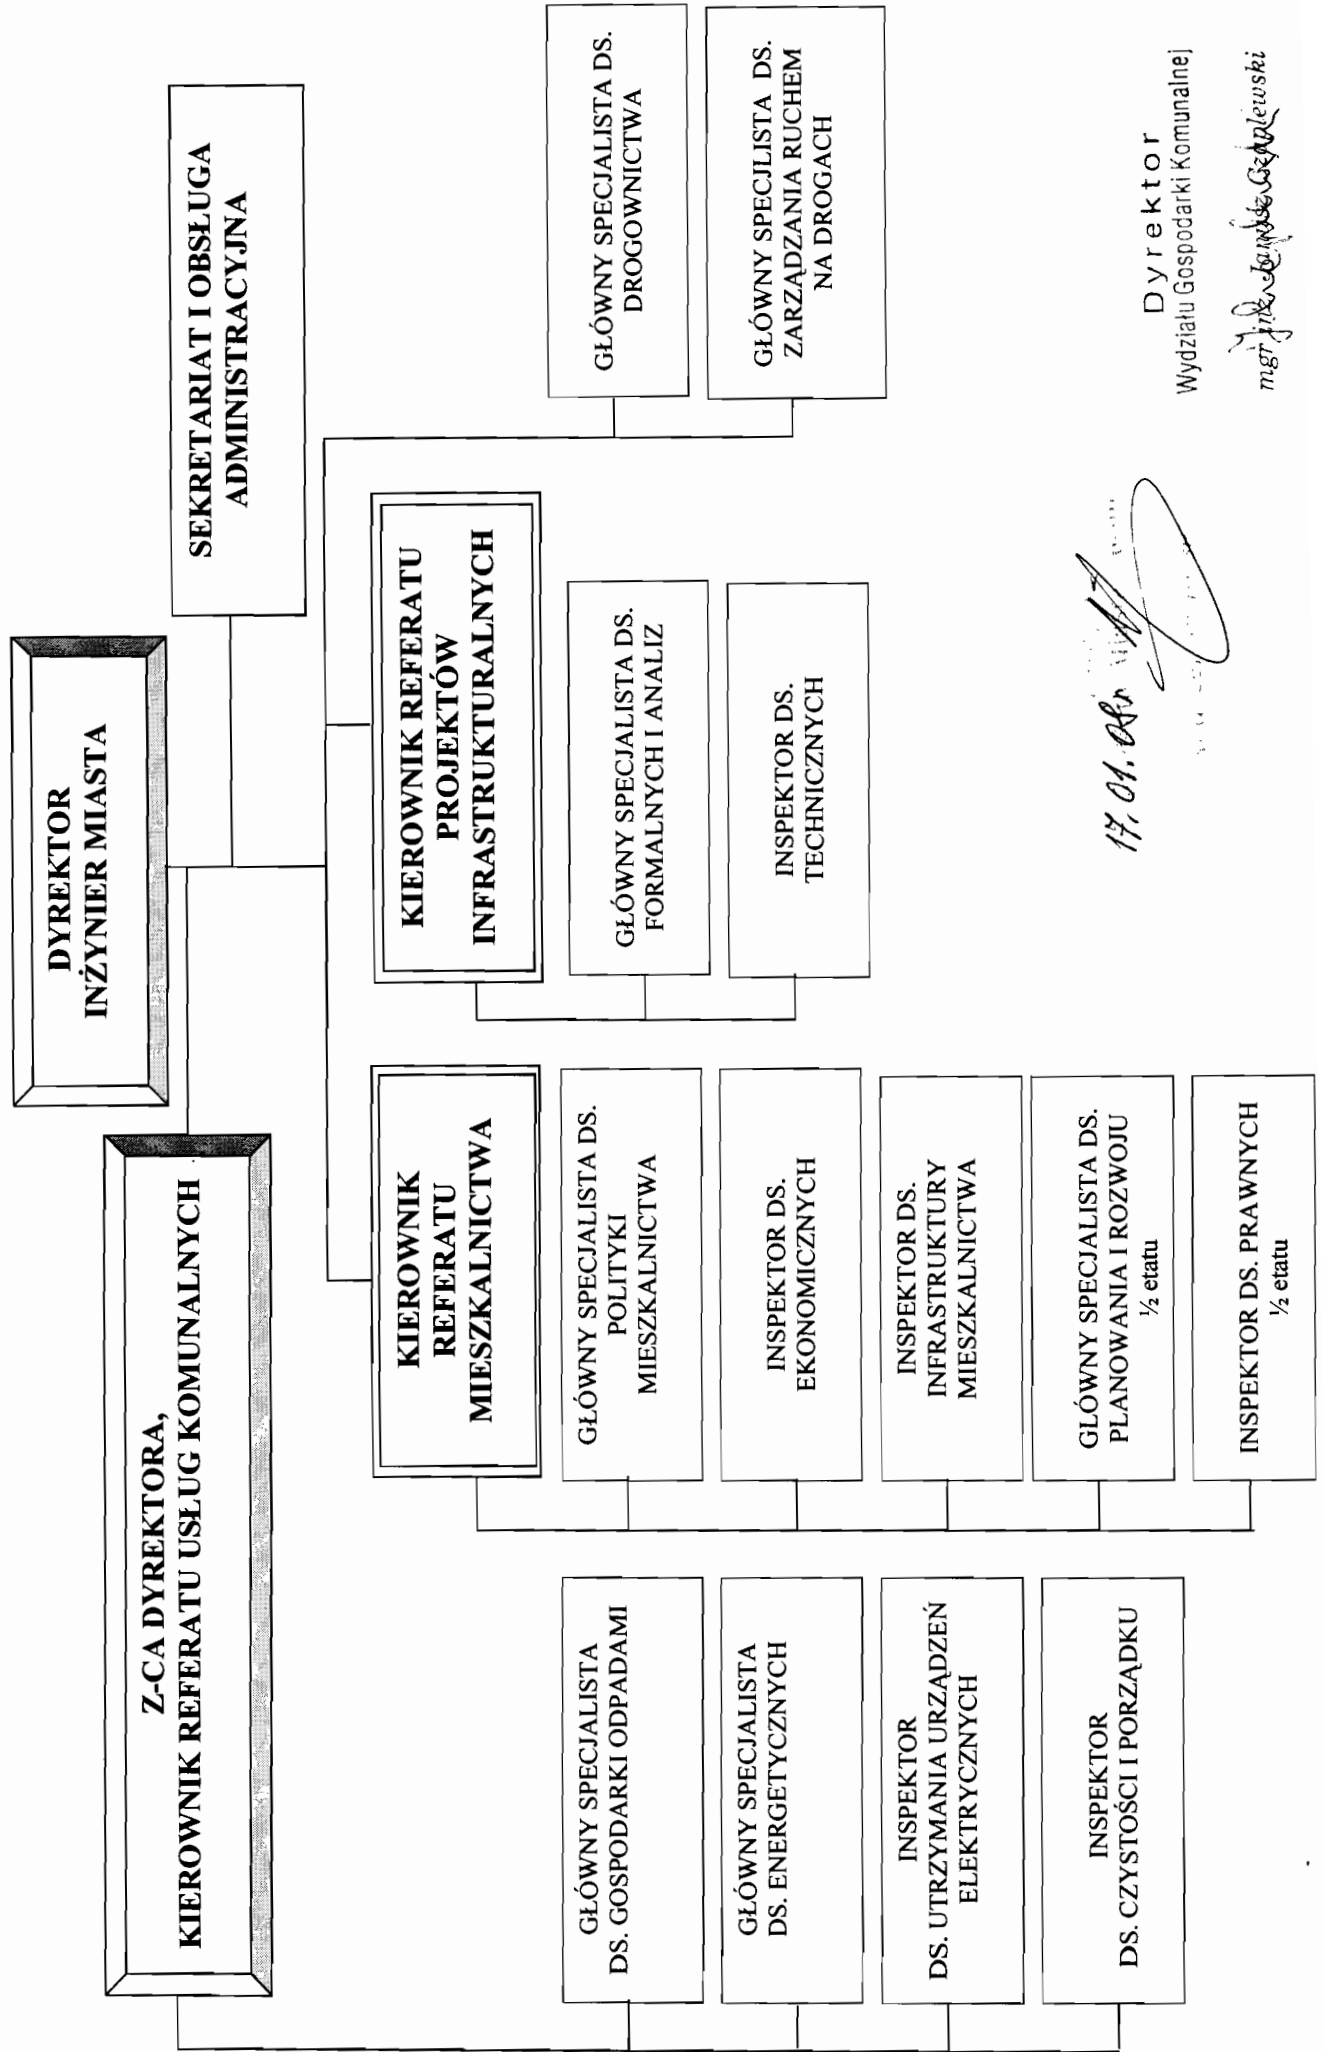 DYREKTOR
INŻYNIER MIASTA
Z-CA DYREKTORA,
KIEROWNIK REFERATU USŁUG KOMUNALNYCH
SEKRETARIAT I OBSŁUGA
ADMINISTRACYJNA
KIEROWNIK
REFERATU
MIESZKALNICTWA
KIEROWNIK REFERATU
PROJEKTÓW
INFRASTRUKTURALNYCH
GŁÓWNY SPECJALISTA
DS. GOSPODARKI ODPADAMI
GŁÓWNY SPECJALISTA
DS. ENERGETYCZNYCH
INSPEKTOR
DS. UTRZYMANIA URZĄDZEŃ
ELEKTRYCZNYCH
INSPEKTOR
DS. CZYSTOŚCI I PORZĄDKU
GŁÓWNY SPECJALISTA DS.
POLITYKI
MIESZKALNICTWA
INSPEKTOR DS.
EKONOMICZNYCH
INSPEKTOR DS.
INFRASTRUKTURY
MIESZKALNICTWA
GŁÓWNY SPECJALISTA DS.
PLANOWANIA I ROZWOJU
½ etatu
INSPEKTOR DS. PRAWNYCH
½ etatu
GŁÓWNY SPECJALISTA DS.
FORMALNYCH I ANALIZ
INSPEKTOR DS.
TECHNICZNYCH
GŁÓWNY SPECJALISTA DS.
DROGOWNICTWA
GŁÓWNY SPECJLISTA DS.
ZARZĄDZANIA RUCHEM
NA DROGACH
17. 01.
Dyrektor
Wydziału Gospodarki Komunalnej
mgr inż. Janusz Czaplewski